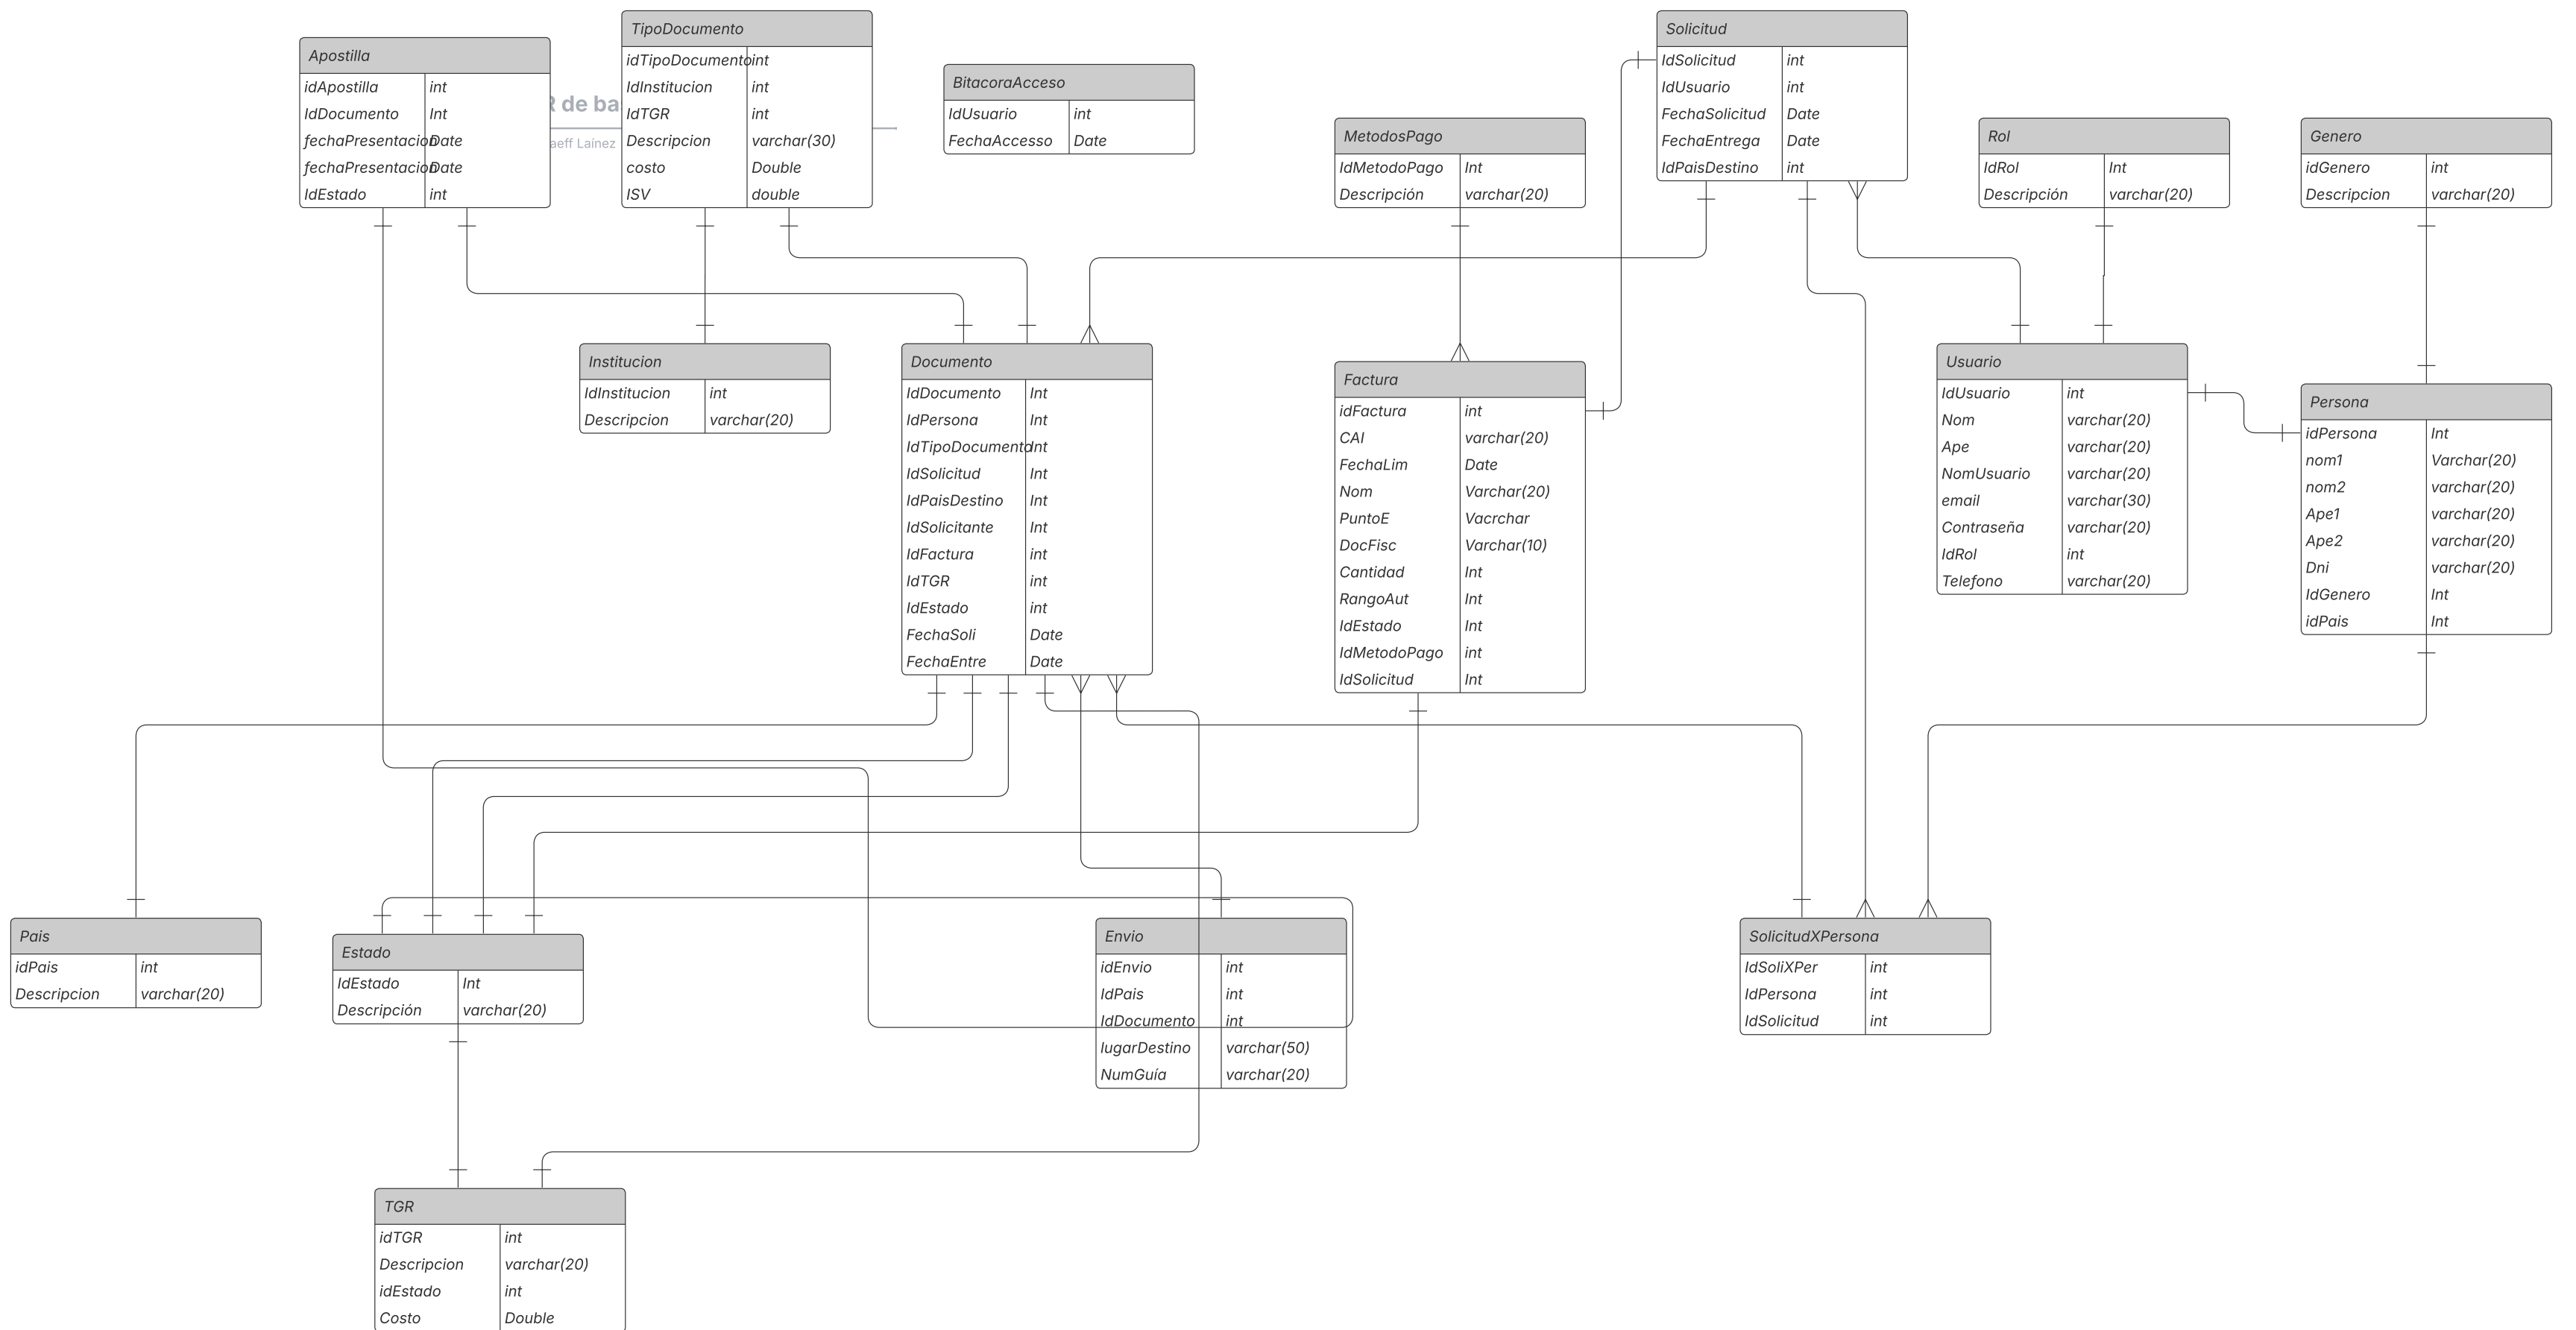 Apostilla
idApostilla int
IdDocumento Int
fechaPresentacion Date
fechaPresentacion Date
IdEstado int
R de ba
aeff Laínez
TipoDocumento
idTipoDocumento int
IdInstitucion int
IdTGR int
Descripcion varchar(30)
costo Double
ISV double
BitacoraAcceso
IdUsuario int
FechaAccesso Date
MetodosPago
IdMetodoPago Int
Descripción varchar(20)
Solicitud
IdSolicitud int
IdUsuario int
FechaSolicitud Date
FechaEntrega Date
IdPaisDestino int
Rol
IdRol Int
Descripción varchar(20)
Genero
idGenero int
Descripcion varchar(20)
Institucion
IdInstitucion int
Descripcion varchar(20)
Documento
IdDocumento Int
IdPersona Int
IdTipoDocumento Int
IdSolicitud Int
IdPaisDestino Int
IdSolicitante Int
IdFactura int
IdTGR int
IdEstado int
FechaSoli Date
FechaEntre Date
Factura
idFactura int
CAI varchar(20)
FechaLim Date
Nom Varchar(20)
PuntoE Vacrchar
DocFisc Varchar(10)
Cantidad Int
RangoAut Int
IdEstado Int
IdMetodoPago int
IdSolicitud Int
Usuario
IdUsuario int
Nom varchar(20)
Ape varchar(20)
NomUsuario varchar(20)
email varchar(30)
Contraseña varchar(20)
IdRol int
Telefono varchar(20)
Persona
idPersona Int
nom1 Varchar(20)
nom2 varchar(20)
Ape1 varchar(20)
Ape2 varchar(20)
Dni varchar(20)
IdGenero Int
idPais Int
Pais
idPais int
Descripcion varchar(20)
Estado
IdEstado Int
Descripción varchar(20)
Envio
idEnvio int
IdPais int
IdDocumento int
lugarDestino varchar(50)
NumGuía varchar(20)
SolicitudXPersona
IdSoliXPer int
IdPersona int
IdSolicitud int
TGR
idTGR int
Descripcion varchar(20)
idEstado int
Costo Double